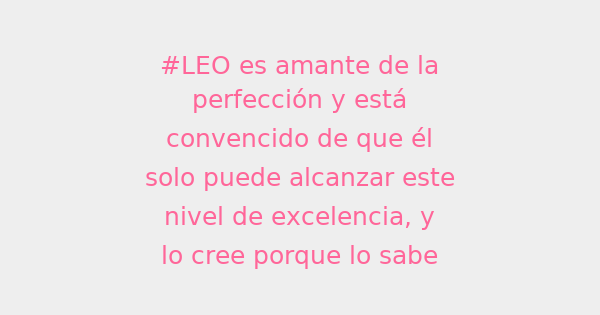 #LEO es amante de la
perfección y está
convencido de que él
solo puede alcanzar este
nivel de excelencia, y
lo cree porque lo sabe